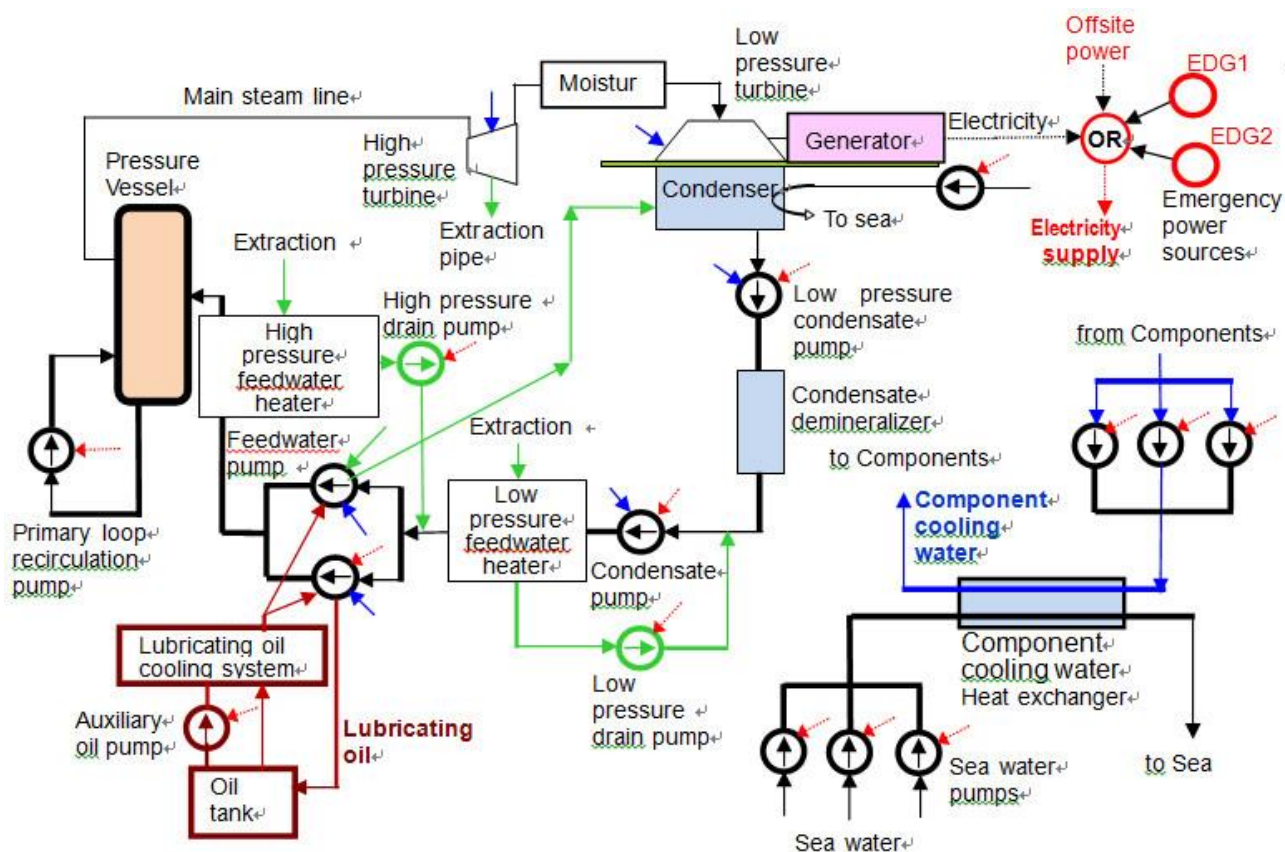 Offsite
power
EDG1
EDG2
OR
Emergency
power
sources
Electricity
supply
Low
pressure
turbine
Moistur
Main steam line
High
pressure
turbine
Generator
Electricity
Pressure
Vessel
Condenser
To sea
Extraction
Extraction
pipe
High pressure
drain pump
High
pressure
feedwater
heater
Low pressure
condensate
pump
from Components
Condensate
demineralizer
to Components
Feedwater
pump
Extraction
Low
pressure
feedwater
heater
Component
cooling
water
Primary loop
recirculation
pump
Condensate
pump
Lubricating oil
cooling system
Component
cooling water
Heat exchanger
Auxiliary
oil pump
Lubricating
oil
Low
pressure
drain pump
Oil
tank
Sea water
pumps
to Sea
Sea water